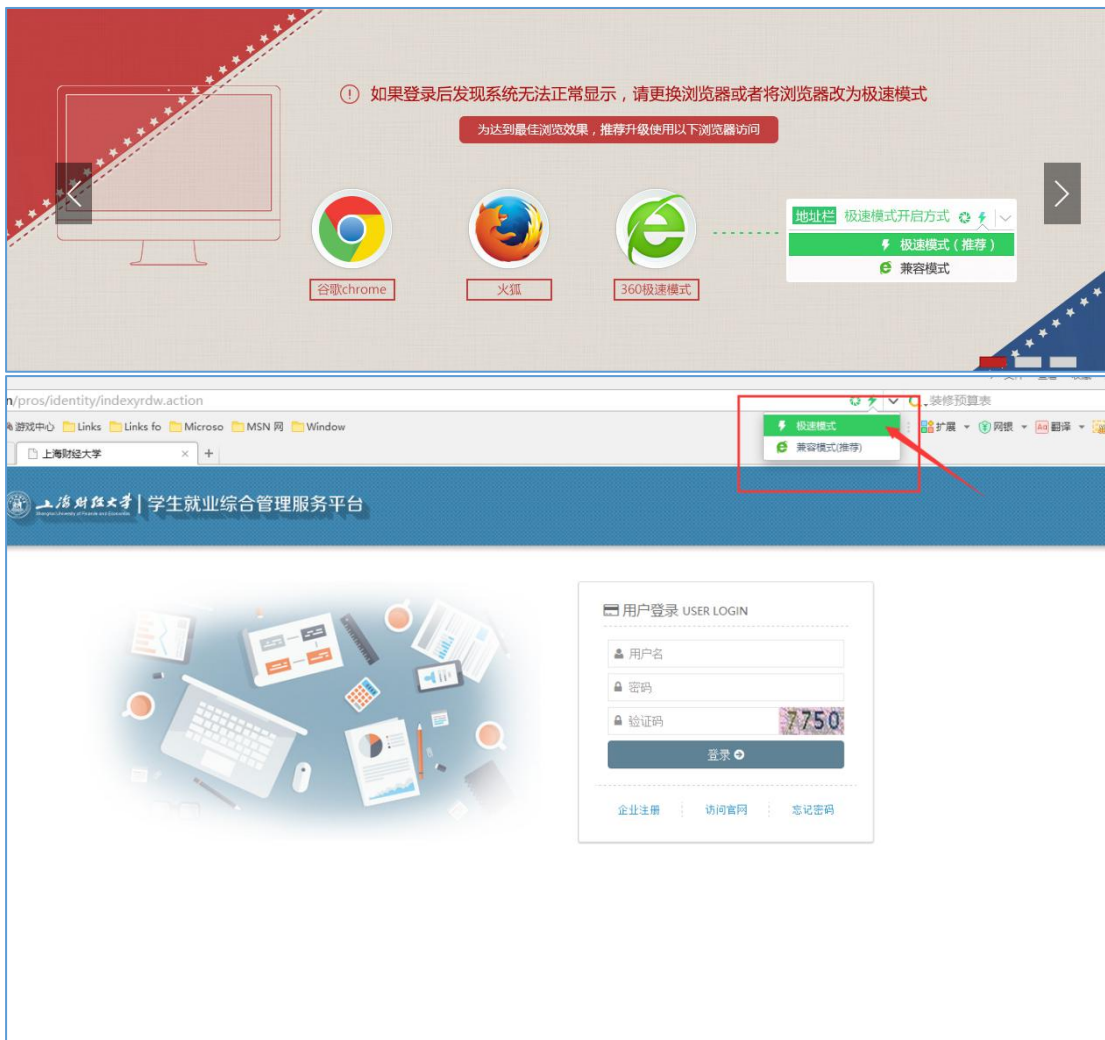 如果登录后发现系统无法正常显示，请更换浏览器或者将浏览器改为极速模式
为达到最佳浏览效果，推荐升级使用以下浏览器访问
地址栏 极速模式开启方式
极速模式（推荐）
兼容模式
谷歌chrome
火狐
360极速模式
n/pros/identity/indexyrdw.action
装修预算表
游戏中心 Links Links fo Microso MSN 网 Window
极速模式
扩展 网银 翻译
兼容模式(推荐)
上海财经大学
上海财经大学 学生就业综合管理服务平台
用户登录 USER LOGIN
用户名
密码
验证码 7750
登录
企业注册 访问官网 忘记密码